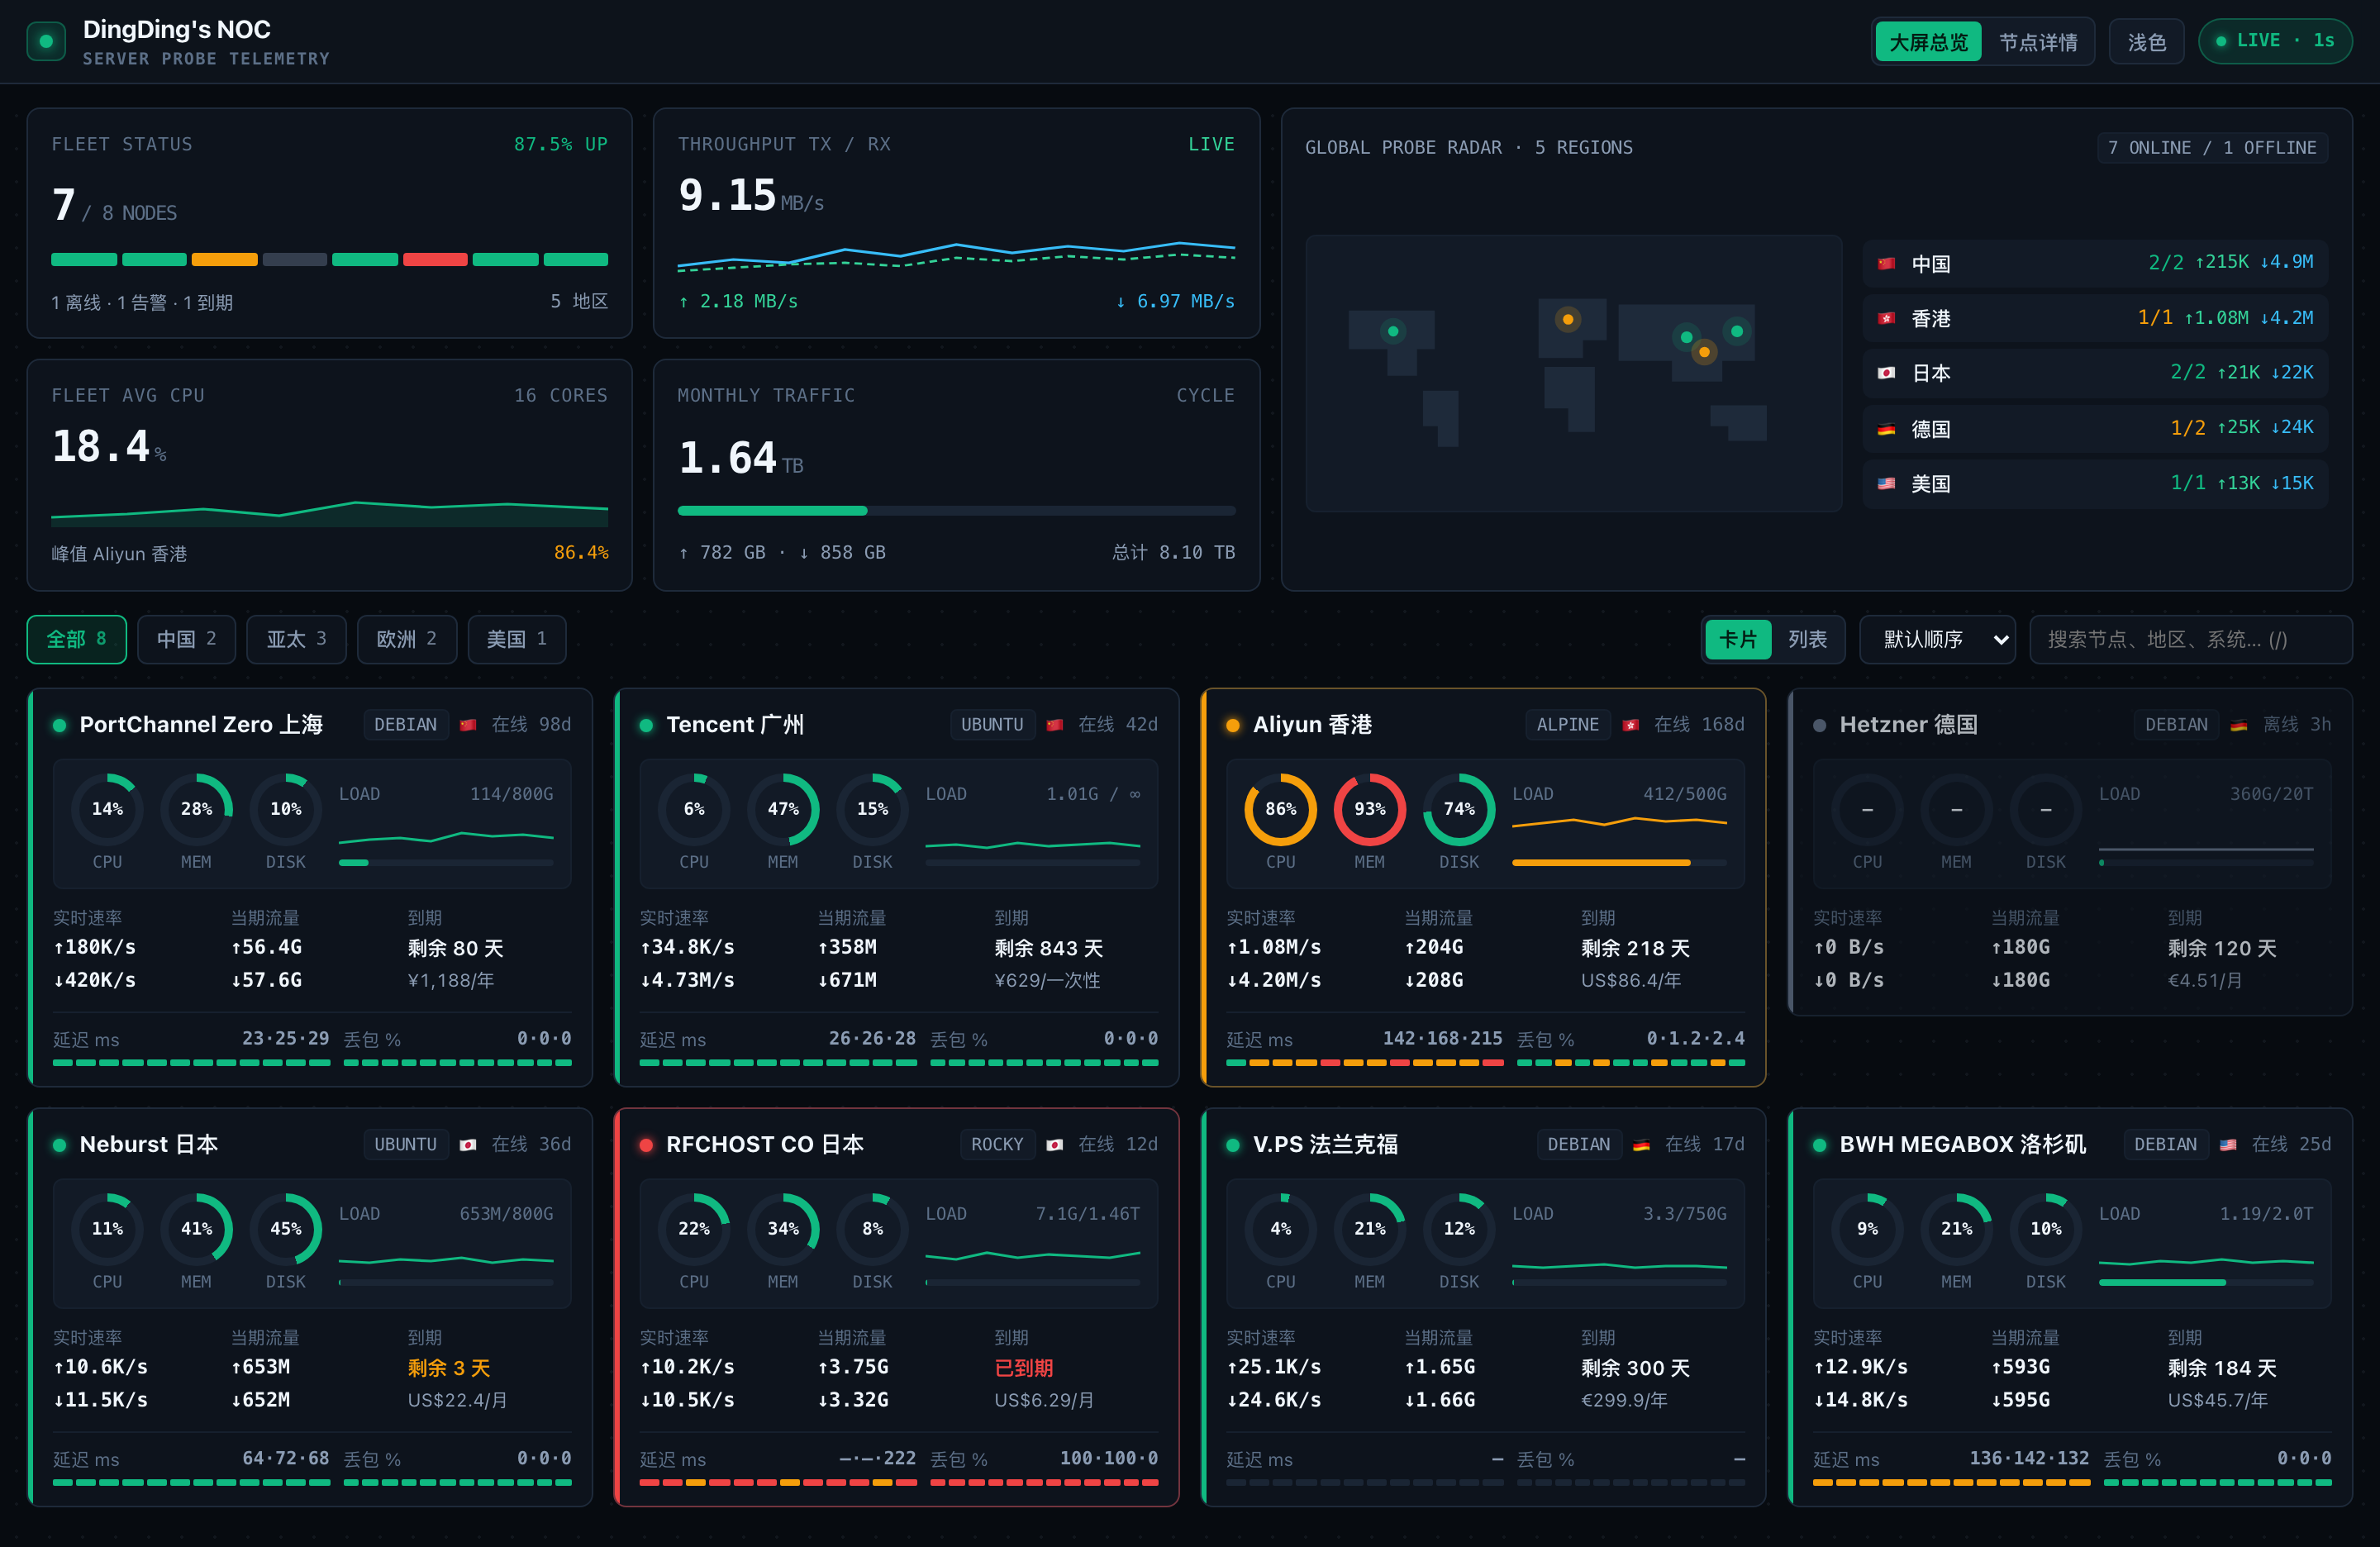 DingDing's NOC
SERVER PROBE TELEMETRY
大屏总览 节点详情 浅色 LIVE · 1s
FLEET STATUS 87.5% UP
7 / 8 NODES
1 离线 · 1 告警 · 1 到期 5 地区
THROUGHPUT TX / RX LIVE
9.15 MB/s
↑ 2.18 MB/s ↓ 6.97 MB/s
GLOBAL PROBE RADAR · 5 REGIONS 7 ONLINE / 1 OFFLINE
中国 2/2 ↑215K ↓4.9M
香港 1/1 ↑1.08M ↓4.2M
日本 2/2 ↑21K ↓22K
德国 1/2 ↑25K ↓24K
美国 1/1 ↑13K ↓15K
FLEET AVG CPU 16 CORES
18.4 %
峰值 Aliyun 香港 86.4%
MONTHLY TRAFFIC CYCLE
1.64 TB
↑ 782 GB · ↓ 858 GB 总计 8.10 TB
全部 8 中国 2 亚太 3 欧洲 2 美国 1
卡片 列表 默认顺序 搜索节点、地区、系统... (/)
PortChannel Zero 上海 DEBIAN 在线 98d
14% 28% 10% LOAD 114/800G
CPU MEM DISK
实时速率 当期流量 到期
↑180K/s ↑56.4G 剩余 80 天
↓420K/s ↓57.6G ¥1,188/年
延迟 ms 23·25·29 丢包 % 0·0·0
Tencent 广州 UBUNTU 在线 42d
6% 47% 15% LOAD 1.01G / ∞
CPU MEM DISK
实时速率 当期流量 到期
↑34.8K/s ↑358M 剩余 843 天
↓4.73M/s ↓671M ¥629/一次性
延迟 ms 26·26·28 丢包 % 0·0·0
Aliyun 香港 ALPINE 在线 168d
86% 93% 74% LOAD 412/500G
CPU MEM DISK
实时速率 当期流量 到期
↑1.08M/s ↑204G 剩余 218 天
↓4.20M/s ↓208G US$86.4/年
延迟 ms 142·168·215 丢包 % 0·1.2·2.4
Hetzner 德国 DEBIAN 离线 3h
— — — LOAD 360G/20T
CPU MEM DISK
实时速率 当期流量 到期
↑0 B/s ↑180G 剩余 120 天
↓0 B/s ↓180G €4.51/月
Neburst 日本 UBUNTU 在线 36d
11% 41% 45% LOAD 653M/800G
CPU MEM DISK
实时速率 当期流量 到期
↑10.6K/s ↑653M 剩余 3 天
↓11.5K/s ↓652M US$22.4/月
延迟 ms 64·72·68 丢包 % 0·0·0
RFCHOST CO 日本 ROCKY 在线 12d
22% 34% 8% LOAD 7.1G/1.46T
CPU MEM DISK
实时速率 当期流量 到期
↑10.2K/s ↑3.75G 已到期
↓10.5K/s ↓3.32G US$6.29/月
延迟 ms —·—·222 丢包 % 100·100·0
V.PS 法兰克福 DEBIAN 在线 17d
4% 21% 12% LOAD 3.3/750G
CPU MEM DISK
实时速率 当期流量 到期
↑25.1K/s ↑1.65G 剩余 300 天
↓24.6K/s ↓1.66G €299.9/年
延迟 ms — 丢包 % —
BWH MEGABOX 洛杉矶 DEBIAN 在线 25d
9% 21% 10% LOAD 1.19/2.0T
CPU MEM DISK
实时速率 当期流量 到期
↑12.9K/s ↑593G 剩余 184 天
↓14.8K/s ↓595G US$45.7/年
延迟 ms 136·142·132 丢包 % 0·0·0